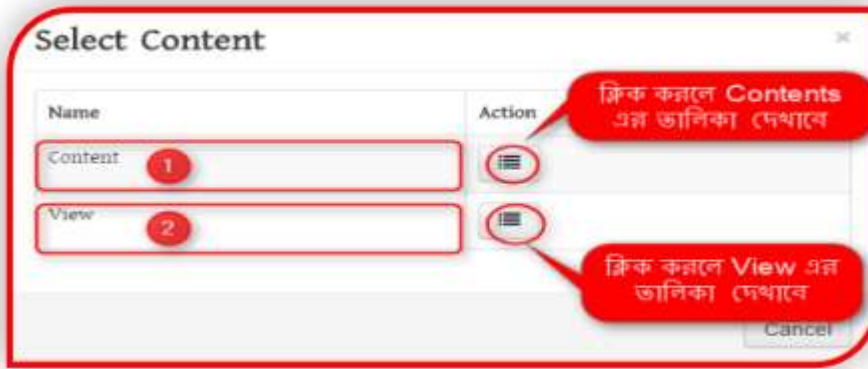 Select Content
×
Name
Action
ক্লিক করলে Contents
এর তালিকা দেখাবে
Content
1
View
2
ক্লিক করলে View এর
তালিকা দেখাবে
Cancel